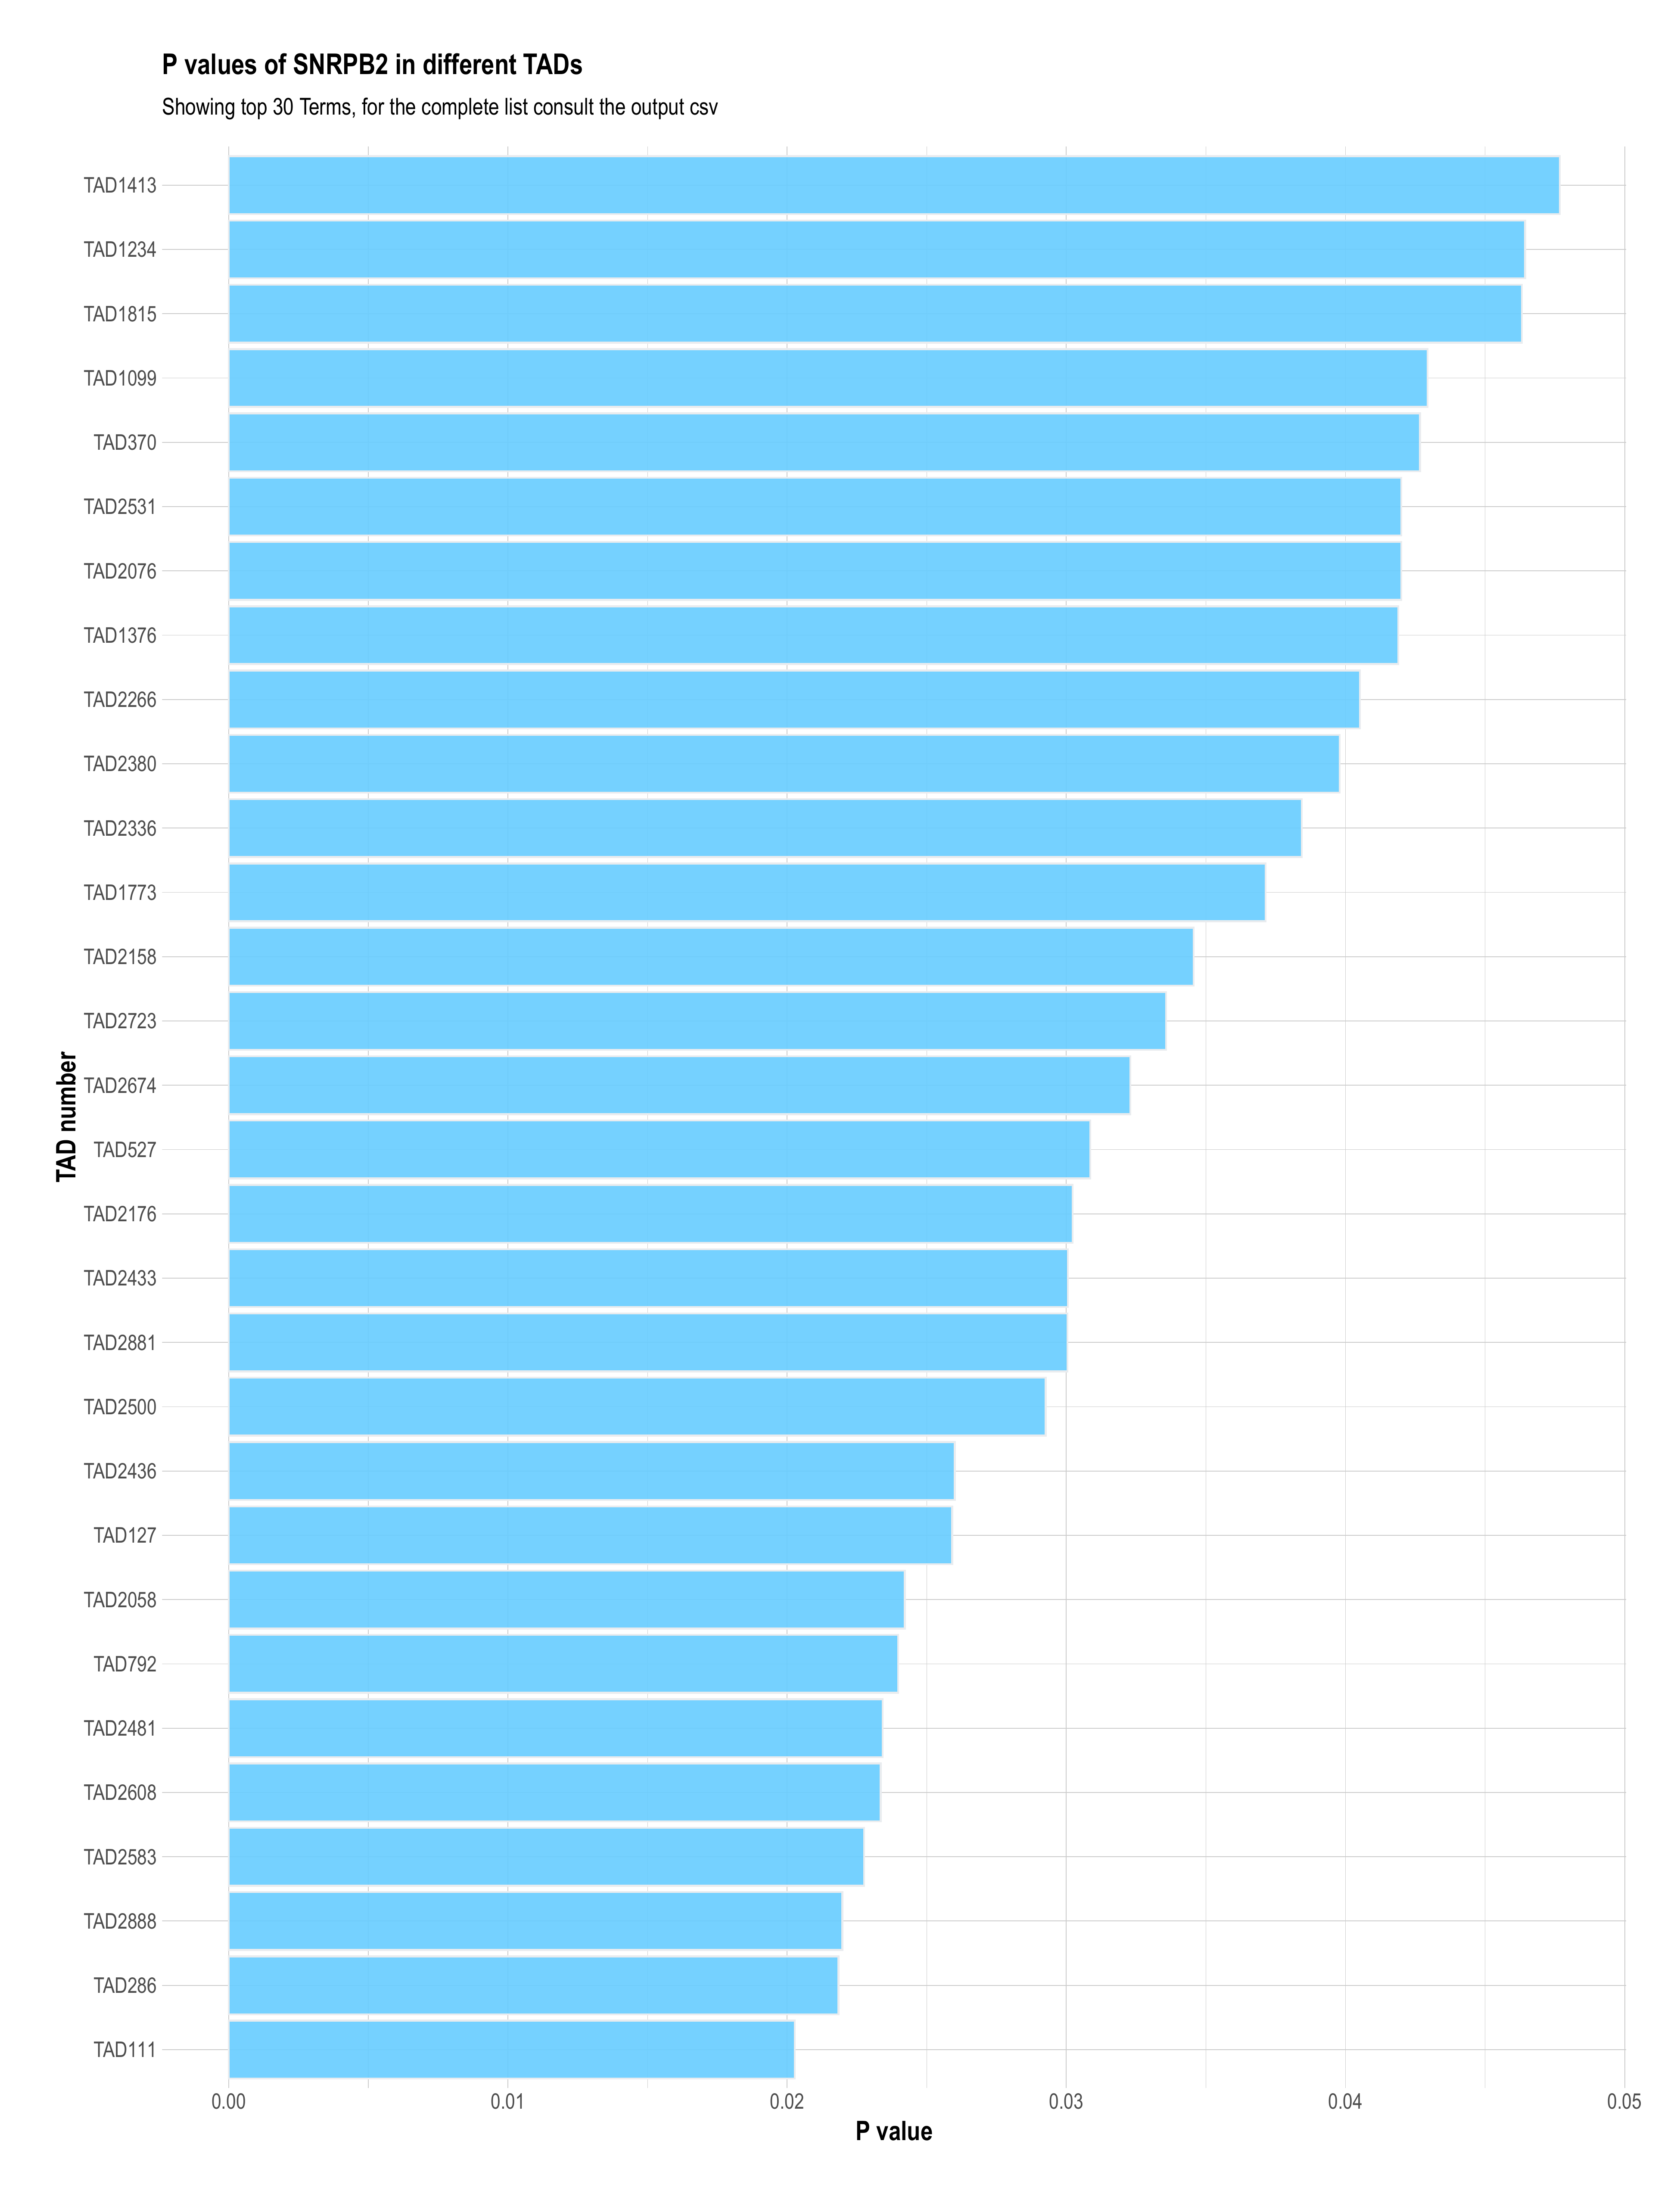 P values of SNRPB2 in different TADs
Showing top 30 Terms, for the complete list consult the output csv
TAD number
TAD1413
TAD1234
TAD1815
TAD1099
TAD370
TAD2531
TAD2076
TAD1376
TAD2266
TAD2380
TAD2336
TAD1773
TAD2158
TAD2723
TAD2674
TAD527
TAD2176
TAD2433
TAD2881
TAD2500
TAD2436
TAD127
TAD2058
TAD792
TAD2481
TAD2608
TAD2583
TAD2888
TAD286
TAD111
0.00 0.01 0.02 0.03 0.04 0.05
P value